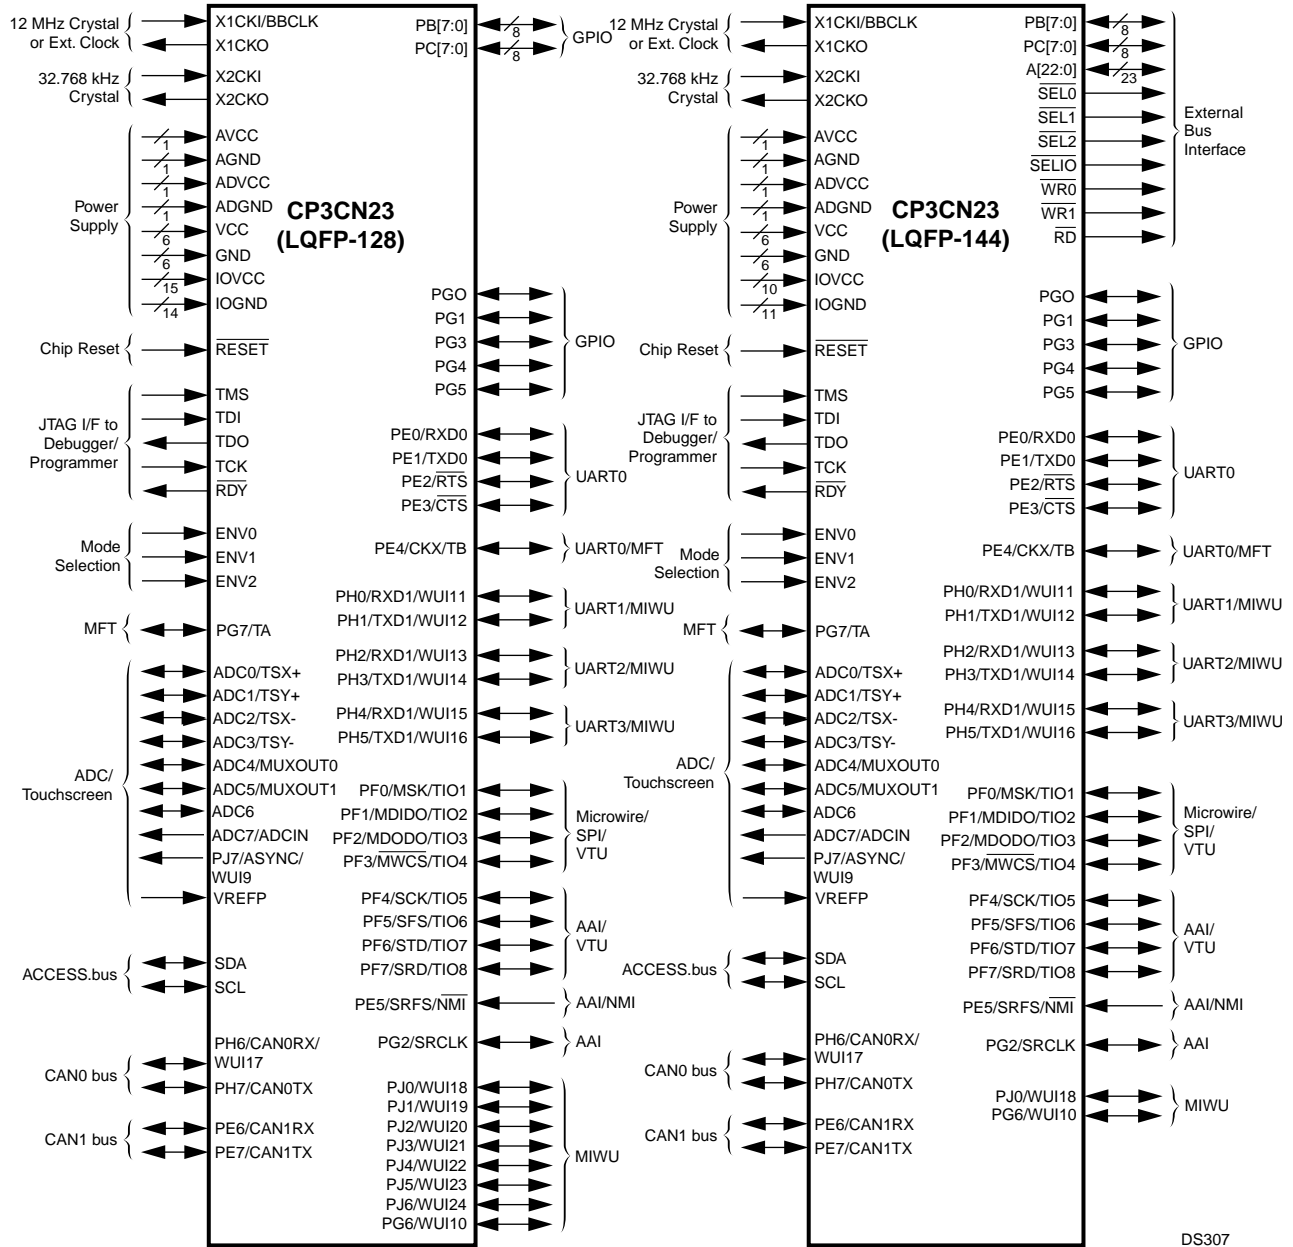 12 MHz Crystal
or Ext. Clock
X1CKI/BBCLK
X1CKO
32.768 kHz
Crystal
X2CKI
X2CKO
Power
Supply
1
AVCC
1
AGND
1
ADVCC
1
ADGND
6
VCC
6
GND
15
IOVCC
14
IOGND
Chip Reset
RESET
JTAG I/F to
Debugger/
Programmer
TMS
TDI
TDO
TCK
RDY
Mode
Selection
ENV0
ENV1
ENV2
MFT
PG7/TA
ADC/
Touchscreen
ADC0/TSX+
ADC1/TSY+
ADC2/TSX-
ADC3/TSY-
ADC4/MUXOUT0
ADC5/MUXOUT1
ADC6
ADC7/ADCIN
PJ7/ASYNC/
WUI9
VREFP
ACCESS.bus
SDA
SCL
CAN0 bus
PH6/CAN0RX/
WUI17
PH7/CAN0TX
CAN1 bus
PE6/CAN1RX
PE7/CAN1TX
CP3CN23
(LQFP-128)
PB[7:0]
8
PC[7:0]
8
GPIO
PGO
PG1
PG3
PG4
PG5
GPIO
PE0/RXD0
PE1/TXD0
PE2/RTS
PE3/CTS
UART0
PE4/CKX/TB
UART0/MFT
PH0/RXD1/WUI11
PH1/TXD1/WUI12
UART1/MIWU
PH2/RXD1/WUI13
PH3/TXD1/WUI14
UART2/MIWU
PH4/RXD1/WUI15
PH5/TXD1/WUI16
UART3/MIWU
PF0/MSK/TIO1
PF1/MDIDO/TIO2
PF2/MDODO/TIO3
PF3/MWCS/TIO4
Microwire/
SPI/
VTU
PF4/SCK/TIO5
PF5/SFS/TIO6
PF6/STD/TIO7
PF7/SRD/TIO8
AAI/
VTU
PE5/SRFS/NMI
AAI/NMI
PG2/SRCLK
AAI
PJ0/WUI18
PJ1/WUI19
PJ2/WUI20
PJ3/WUI21
PJ4/WUI22
PJ5/WUI23
PJ6/WUI24
PG6/WUI10
MIWU
12 MHz Crystal
or Ext. Clock
X1CKI/BBCLK
X1CKO
32.768 kHz
Crystal
X2CKI
X2CKO
Power
Supply
1
AVCC
1
AGND
1
ADVCC
1
ADGND
6
VCC
6
GND
10
IOVCC
11
IOGND
Chip Reset
RESET
JTAG I/F to
Debugger/
Programmer
TMS
TDI
TDO
TCK
RDY
Mode
Selection
ENV0
ENV1
ENV2
MFT
PG7/TA
ADC/
Touchscreen
ADC0/TSX+
ADC1/TSY+
ADC2/TSX-
ADC3/TSY-
ADC4/MUXOUT0
ADC5/MUXOUT1
ADC6
ADC7/ADCIN
PJ7/ASYNC/
WUI9
VREFP
ACCESS.bus
SDA
SCL
CAN0 bus
PH6/CAN0RX/
WUI17
PH7/CAN0TX
CAN1 bus
PE6/CAN1RX
PE7/CAN1TX
CP3CN23
(LQFP-144)
PB[7:0]
8
PC[7:0]
8
A[22:0]
23
SEL0
SEL1
SEL2
SELIO
WR0
WR1
RD
External
Bus
Interface
PGO
PG1
PG3
PG4
PG5
GPIO
PE0/RXD0
PE1/TXD0
PE2/RTS
PE3/CTS
UART0
PE4/CKX/TB
UART0/MFT
PH0/RXD1/WUI11
PH1/TXD1/WUI12
UART1/MIWU
PH2/RXD1/WUI13
PH3/TXD1/WUI14
UART2/MIWU
PH4/RXD1/WUI15
PH5/TXD1/WUI16
UART3/MIWU
PF0/MSK/TIO1
PF1/MDIDO/TIO2
PF2/MDODO/TIO3
PF3/MWCS/TIO4
Microwire/
SPI/
VTU
PF4/SCK/TIO5
PF5/SFS/TIO6
PF6/STD/TIO7
PF7/SRD/TIO8
AAI/
VTU
PE5/SRFS/NMI
AAI/NMI
PG2/SRCLK
AAI
PJ0/WUI18
PG6/WUI10
MIWU
DS307